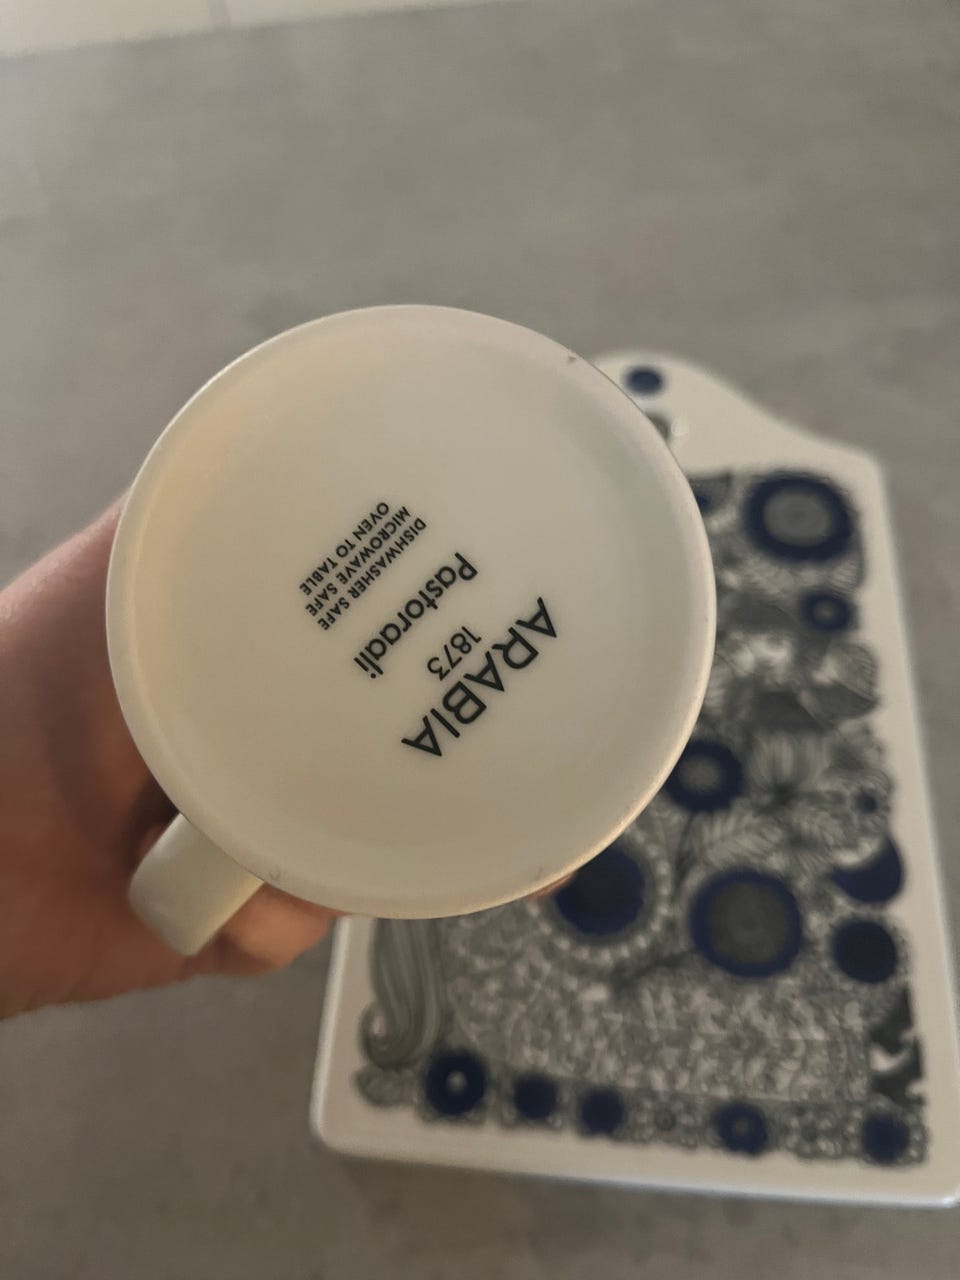 ARABIA
1873
Pastoraali
DISHWASHER SAFE
MICROWAVE SAFE
OVEN TO TABLE